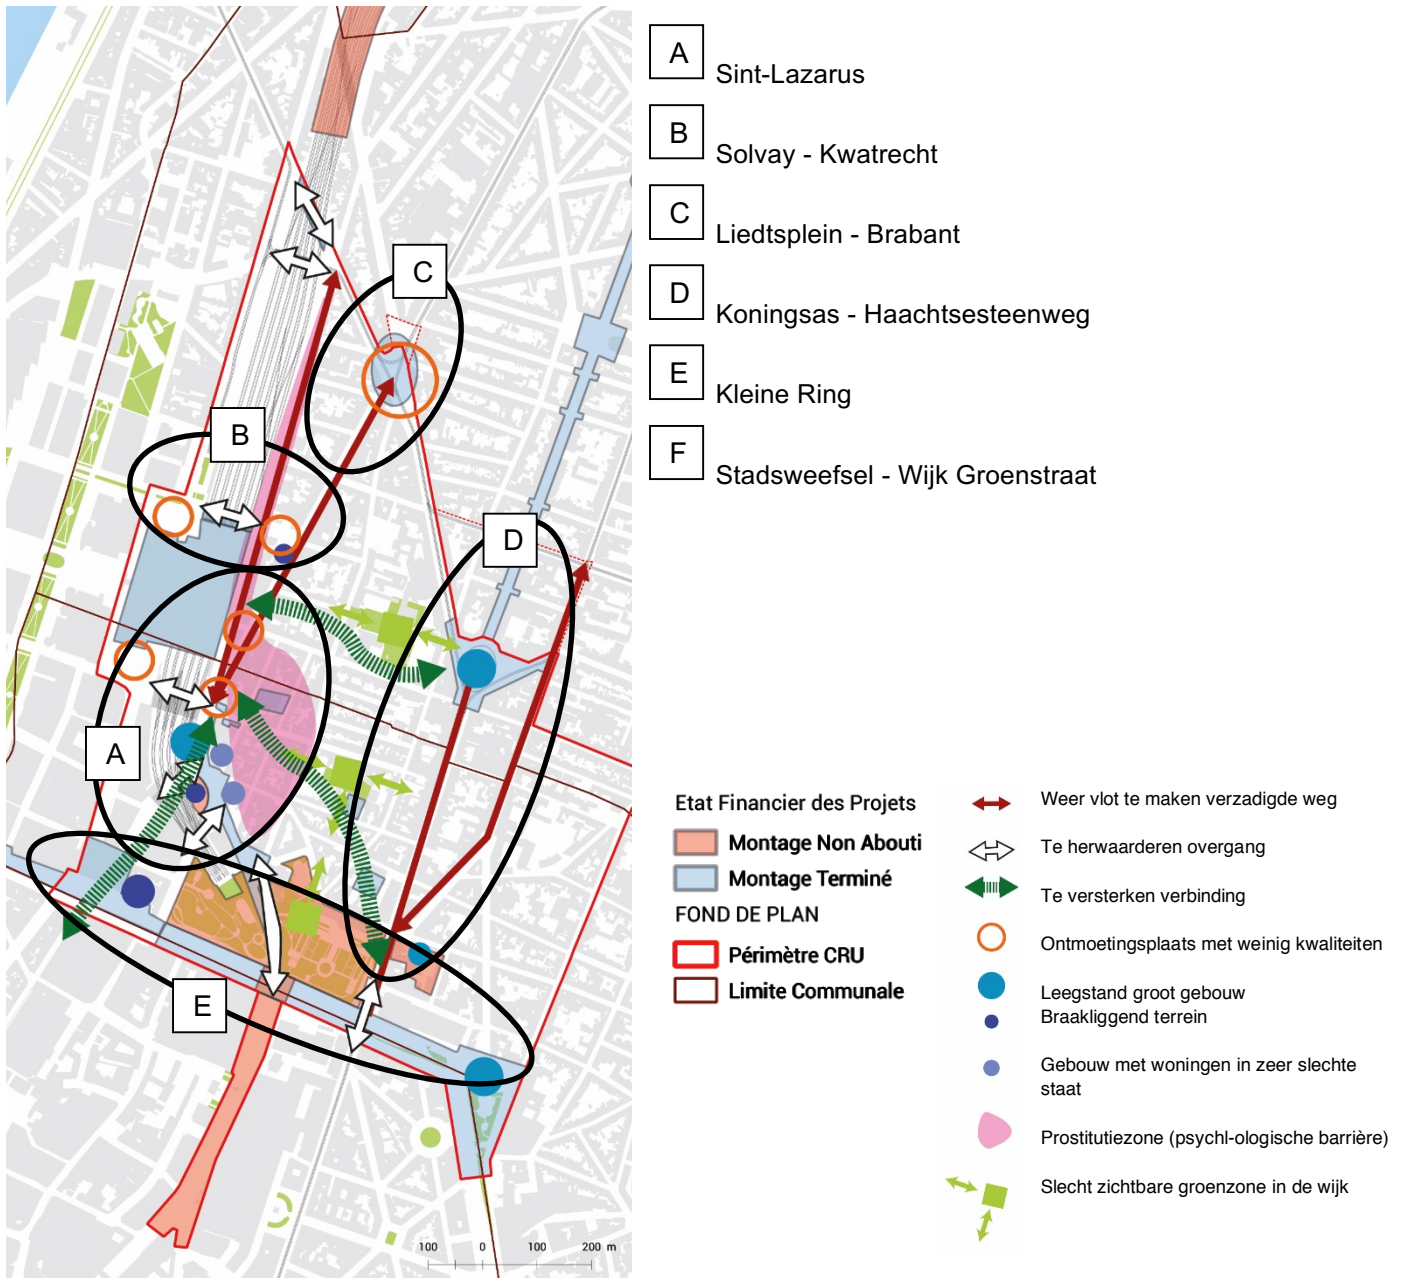 A
Sint-Lazarus
B
Solvay - Kwatrecht
C
Liedtsplein - Brabant
D
Koningsas - Haachtsesteenweg
E
Kleine Ring
F
Stadsweefsel - Wijk Groenstraat
C
B
D
A
E
100 0 100 200 m
Etat Financier des Projets
Montage Non Abouti
Montage Terminé
FOND DE PLAN
Périmètre CRU
Limite Communale
Weer vlot te maken verzadigde weg
Te herwaarderen overgang
Te versterken verbinding
Ontmoetingsplaats met weinig kwaliteiten
Leegstand groot gebouw
Braakliggend terrein
Gebouw met woningen in zeer slechte
staat
Prostitutiezone (psychl-ologische barrière)
Slecht zichtbare groenzone in de wijk